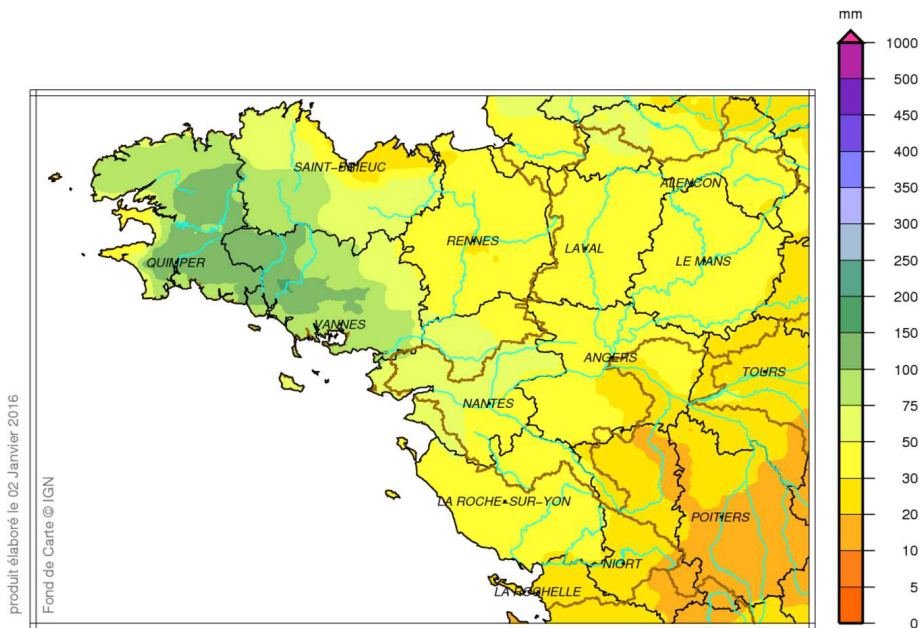 mm
1000
500
450
400
350
300
250
200
150
100
75
50
30
20
10
5
0
SAINT-BRIEUC
ALENCON
RENNES
LAVAL
LE MANS
QUIMPER
VANNES
ANGERS
TOURS
NANTES
LA ROCHE-SUR-YON
POITIERS
NIORT
LA ROCHELLE
produit élaboré le 02 Janvier 2016
Fond de Carte © IGN